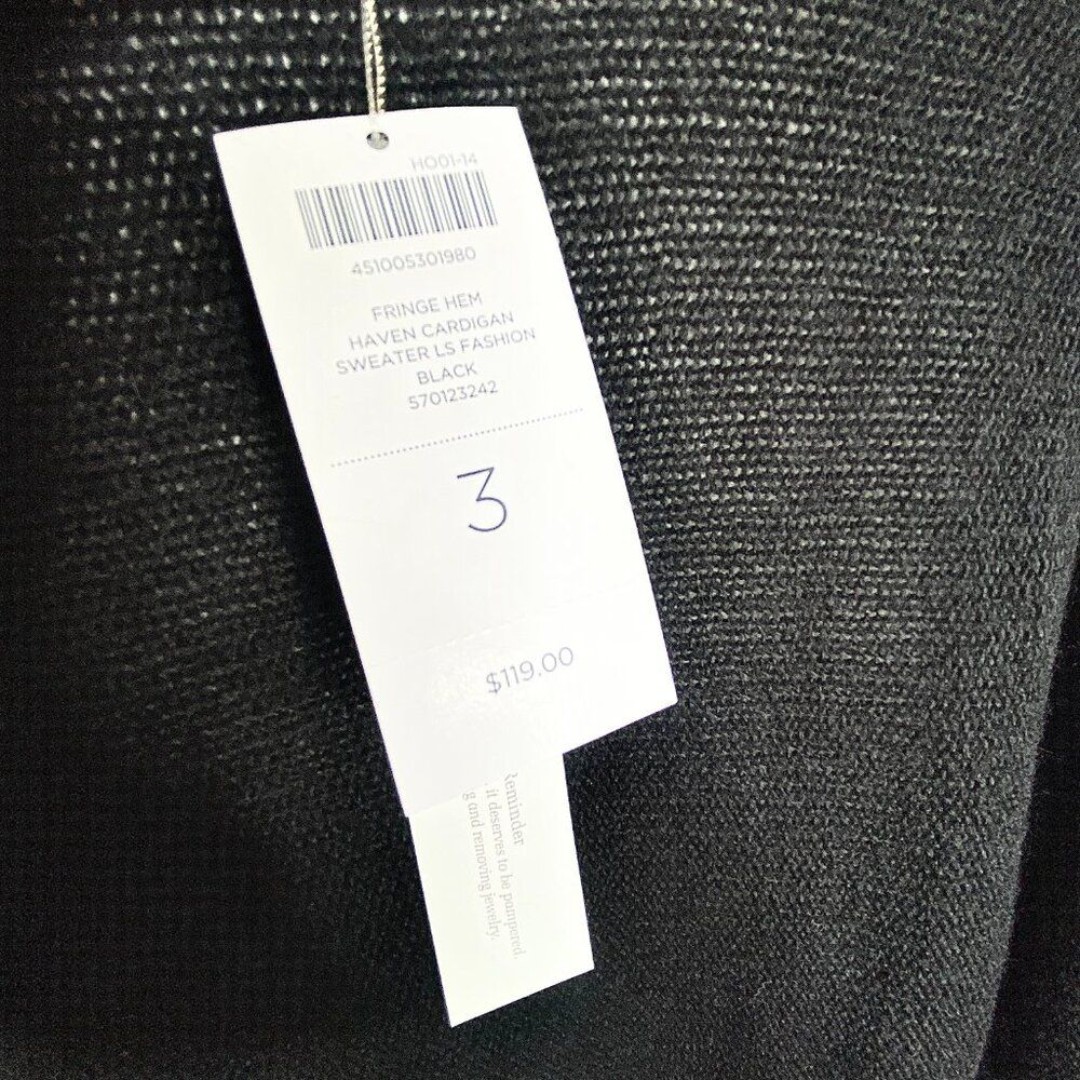 HO01-14
451005301980
FRINGE HEM
HAVEN CARDIGAN
SWEATER LS FASHION
BLACK
570123242
3
$119.00
Reminder
it deserves to be pampered.
g and removing jewelry.